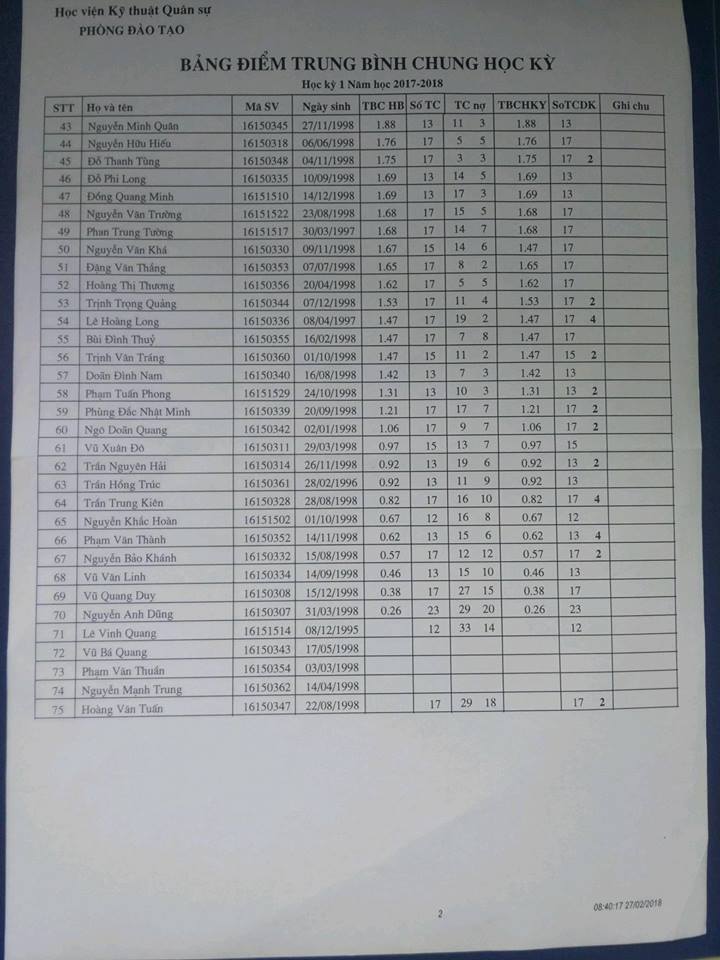 Học viện Kỹ thuật Quân sự
PHÒNG ĐÀO TẠO
BẢNG ĐIỂM TRUNG BÌNH CHUNG HỌC KỲ
Học kỳ 1 Năm học 2017-2018
STT Họ và tên Mã SV Ngày sinh TBC HB Số TC TC nợ TBCHKY SoTCDK Ghi chu
43 Nguyễn Minh Quân 16150345 27/11/1998 1.88 13 11 3 1.88 13
44 Nguyễn Hữu Hiếu 16150318 06/06/1998 1.76 17 5 5 1.76 17
45 Đỗ Thanh Tùng 16150348 04/11/1998 1.75 17 3 3 1.75 17 2
46 Đỗ Phi Long 16150335 10/09/1998 1.69 13 14 5 1.69 13
47 Đồng Quang Minh 16151510 14/12/1998 1.69 13 17 3 1.69 13
48 Nguyễn Văn Trường 16151522 23/08/1998 1.68 17 15 5 1.68 17
49 Phan Trung Tường 16151517 30/03/1997 1.68 17 14 7 1.68 17
50 Nguyễn Văn Khá 16150330 09/11/1998 1.67 15 14 6 1.47 17
51 Đặng Văn Thắng 16150353 07/07/1998 1.65 17 8 2 1.65 17
52 Hoàng Thị Thương 16150356 20/04/1998 1.62 17 5 5 1.62 17
53 Trịnh Trọng Quảng 16150344 07/12/1998 1.53 17 11 4 1.53 17 2
54 Lê Hoàng Long 16150336 08/04/1997 1.47 17 19 2 1.47 17 4
55 Bùi Đình Thuỷ 16150355 16/02/1998 1.47 17 7 8 1.47 17
56 Trịnh Văn Tráng 16150360 01/10/1998 1.47 15 11 2 1.47 15 2
57 Doãn Đình Nam 16150340 16/08/1998 1.42 13 7 3 1.42 13
58 Phạm Tuấn Phong 16151529 24/10/1998 1.31 13 10 3 1.31 13 2
59 Phùng Đắc Nhật Minh 16150339 20/09/1998 1.21 17 17 7 1.21 17 2
60 Ngô Doãn Quang 16150342 02/01/1998 1.06 17 9 7 1.06 17 2
61 Vũ Xuân Đô 16150311 29/03/1998 0.97 15 13 7 0.97 15
62 Trần Nguyên Hải 16150314 26/11/1998 0.92 13 19 6 0.92 13 2
63 Trần Hồng Trúc 16150361 28/02/1996 0.92 13 11 9 0.92 13
64 Trần Trung Kiên 16150328 28/08/1998 0.82 17 16 10 0.82 17 4
65 Nguyễn Khắc Hoàn 16151502 01/10/1998 0.67 12 16 8 0.67 12
66 Phạm Văn Thành 16150352 14/11/1998 0.62 13 15 6 0.62 13 4
67 Nguyễn Bảo Khánh 16150332 15/08/1998 0.57 17 12 12 0.57 17 2
68 Vũ Văn Linh 16150334 14/09/1998 0.46 13 15 10 0.46 13
69 Vũ Quang Duy 16150308 15/12/1998 0.38 17 27 15 0.38 17
70 Nguyễn Anh Dũng 16150307 31/03/1998 0.26 23 29 20 0.26 23
71 Lê Vinh Quang 16151514 08/12/1995 12 33 14 12
72 Vũ Bá Quang 16150343 17/05/1998
73 Phạm Văn Thuấn 16150354 03/03/1998
74 Nguyễn Mạnh Trung 16150362 14/04/1998
75 Hoàng Văn Tuấn 16150347 22/08/1998 17 29 18 17 2
2
08:40:17 27/02/2018